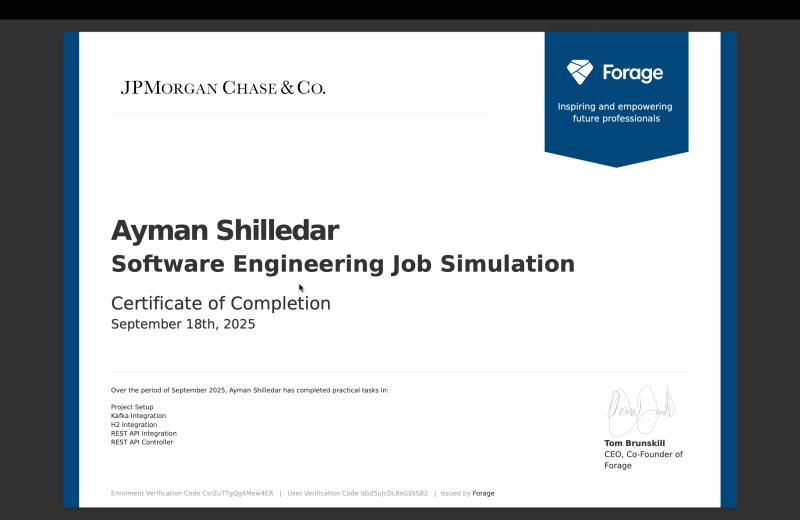 JPMORGAN CHASE & CO.
Forage
Inspiring and empowering
future professionals
Ayman Shilledar
Software Engineering Job Simulation
Certificate of Completion
September 18th, 2025
Over the period of September 2025, Ayman Shilledar has completed practical tasks in:
Project Setup
Kafka Integration
H2 Integration
REST API Integration
REST API Controller
Tom Brunskill
CEO, Co-Founder of
Forage
Enrolment Verification Code CsrZuTTgQg4Mew4ER | User Verification Code | Issued by Forage